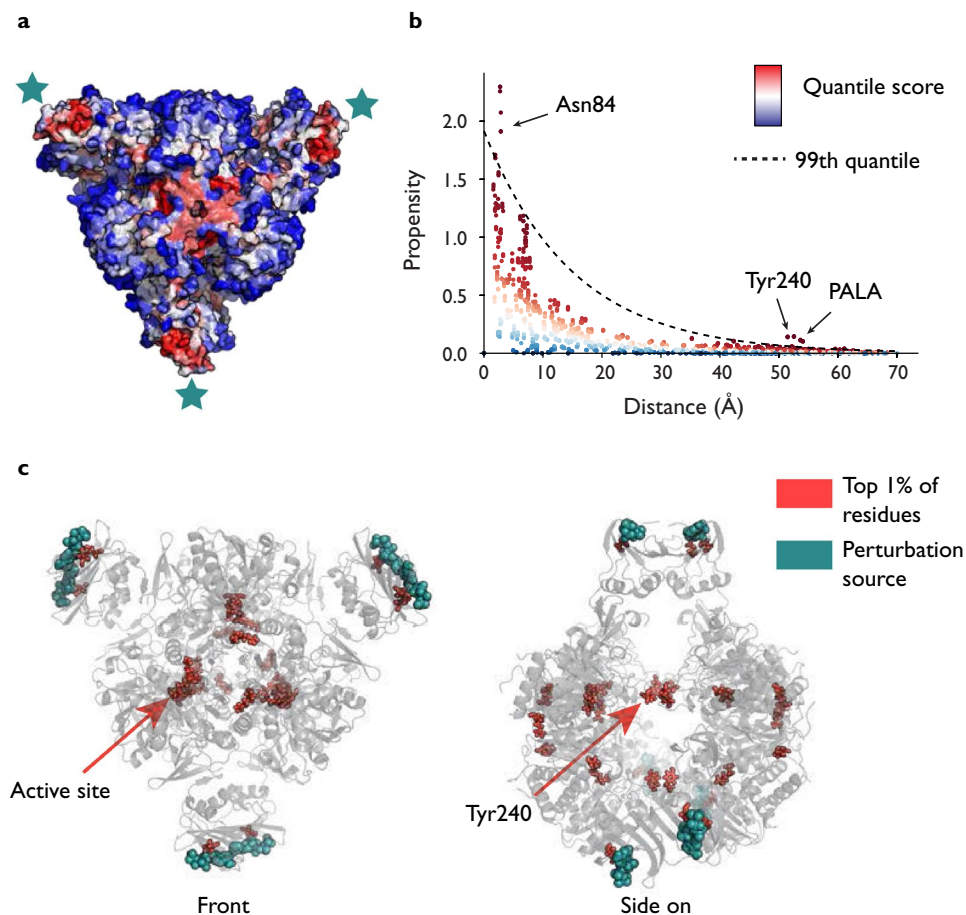 a
b
Quantile score
99th quantile
Asn84
Tyr240
PALA
Propensity
2.0
1.5
1.0
0.5
0.0
0
10
20
30
40
50
60
70
Distance (Å)
c
Top 1% of
residues
Perturbation
source
Active site
Tyr240
Front
Side on